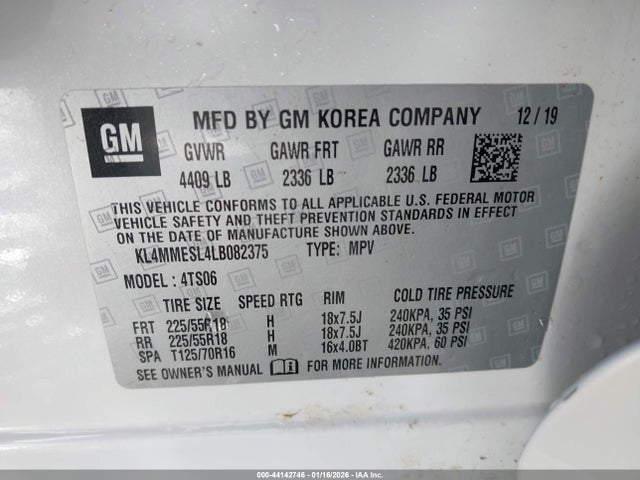 GM MFD BY GM KOREA COMPANY 12/19
GVWR GAWR FRT GAWR RR
4409 LB 2336 LB 2336 LB
THIS VEHICLE CONFORMS TO ALL APPLICABLE U.S. FEDERAL MOTOR
VEHICLE SAFETY AND THEFT PREVENTION STANDARDS IN EFFECT
ON THE DATE OF MANUFACTURE SHOWN ABOVE.
KL4MMESL4LB082375 TYPE: MPV
MODEL : 4TS06
TIRE SIZE SPEED RTG RIM COLD TIRE PRESSURE
FRT 225/55R18 H 18x7.5J 240KPA, 35 PSI
RR 225/55R18 H 18x7.5J 240KPA, 35 PSI
SPA T125/70R16 M 16x4.0BT 420KPA, 60 PSI
SEE OWNER'S MANUAL FOR MORE INFORMATION.
000-44142746 - 01/16/2026 - IAA Inc.